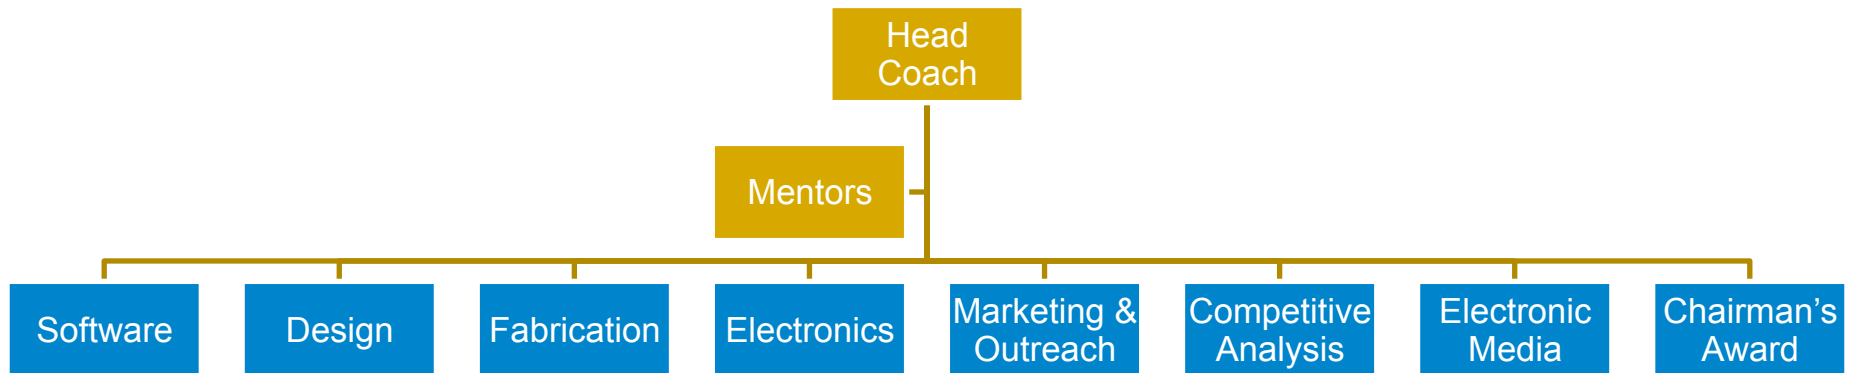 Head
Coach
Mentors
Software
Design
Fabrication
Electronics
Marketing &
Outreach
Competitive
Analysis
Electronic
Media
Chairman’s
Award